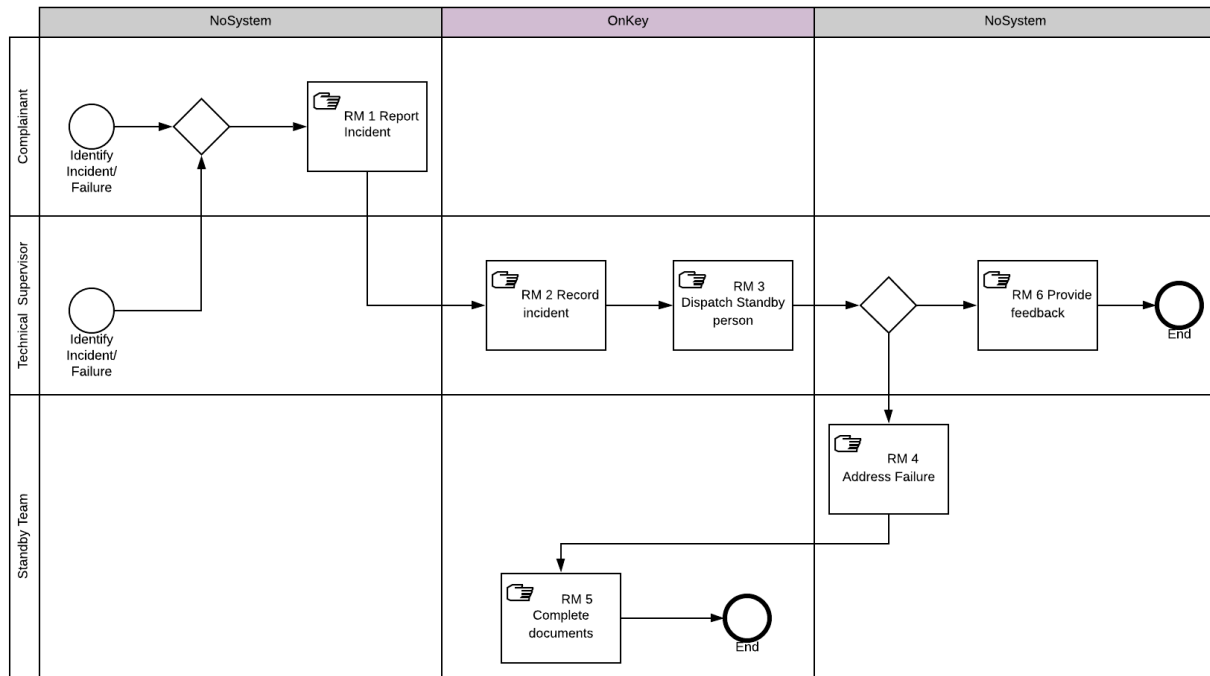 NoSystem
OnKey
NoSystem
Complainant
Identify
Incident/
Failure
RM 1 Report
Incident
Technical Supervisor
Identify
Incident/
Failure
RM 2 Record
incident
RM 3
Dispatch Standby
person
RM 6 Provide
feedback
End
Standby Team
RM 4
Address Failure
RM 5
Complete
documents
End